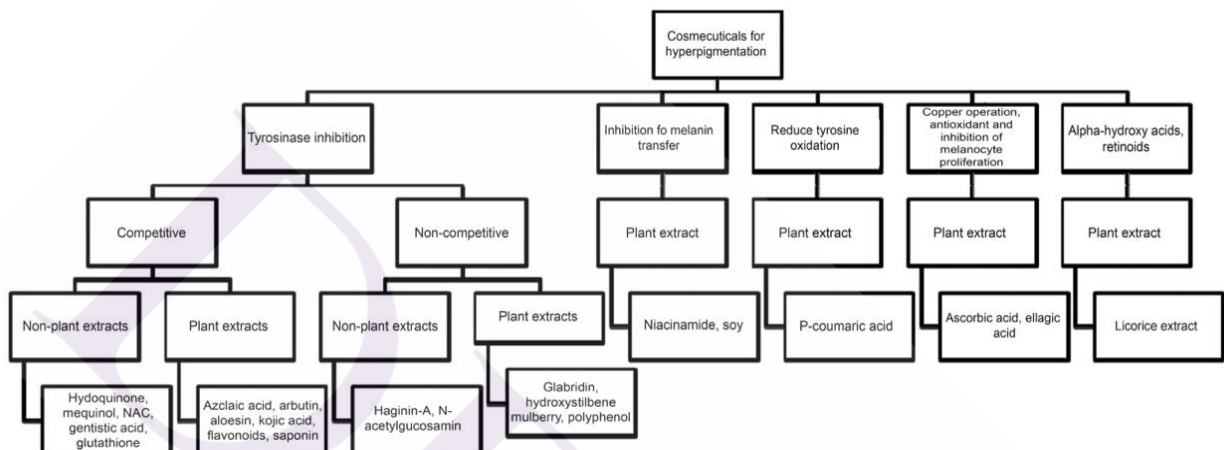 Cosmecuticals for
hyperpigmentation
Tyrosinase inhibition
Inhibition fo melanin
transfer
Reduce tyrosine
oxidation
Copper operation,
antioxidant and
inhibition of
melanocyte
proliferation
Alpha-hydroxy acids,
retinoids
Competitive
Non-competitive
Plant extract
Plant extract
Plant extract
Plant extract
Non-plant extracts
Plant extracts
Non-plant extracts
Plant extracts
Niacinamide, soy
P-coumaric acid
Ascorbic acid, ellagic
acid
Licorice extract
Hydoquinone,
mequinol, NAC,
gentistic acid,
glutathione
Azclaic acid, arbutin,
aloesin, kojic acid,
flavonoids, saponin
Haginin-A, N-
acetylgucosamin
Glabridin,
hydroxystilbene
mulberry, polyphenol